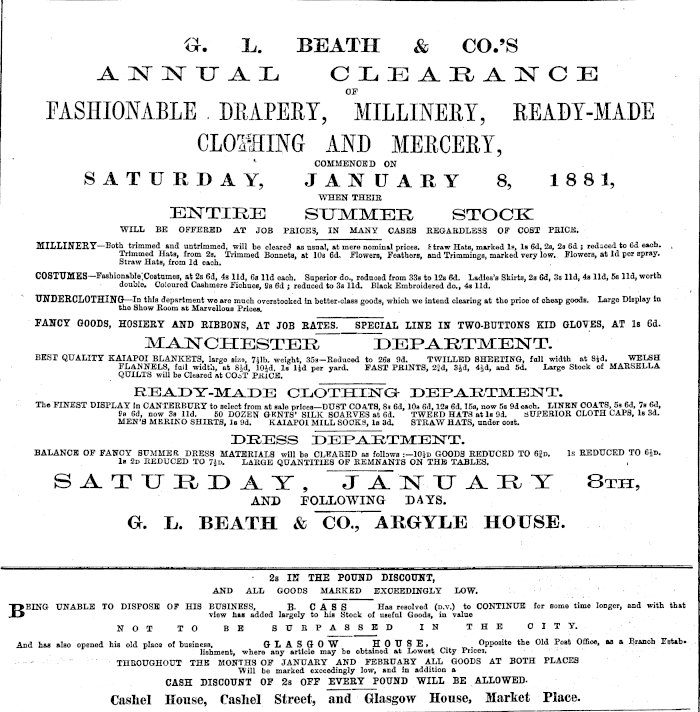 G. L. BEATH & CO.'S
ANNUAL CLEARANCE
OF
FASHIONABLE DRAPERY, MILLINERY, READY-MADE
CLOTHING AND MERCERY,
COMMENCED ON
SATURDAY, JANUARY 8, 1881,
WHEN THEIR
ENTIRE SUMMER STOCK
WILL BE OFFERED AT JOB PRICES, IN MANY CASES REGARDLESS OF COST PRICE.
MILLINERY—Both trimmed and untrimmed, will be cleared as usual, at mere nominal prices. Straw Hats, marked 1s, 1s 6d, 2s, 2s 6d; reduced to 6d each.
Trimmed Hats, from 2s. Trimmed Bonnets, at 10s 6d. Flowers, Feathers, and Trimmings, marked very low. Flowers, at 1d per spray.
Straw Hats, from 1d each.
COSTUMES—Fashionable Costumes, at 2s 6d, 4s 11d, 6s 11d each. Superior do., reduced from 33s to 12s 6d. Ladies's Skirts, 2s 6d, 3s 11d, 4s 11d, 5s 11d, worth
double. Coloured Cashmere Fichues, 9s 6d; reduced to 3s 11d. Black Embroidered do., 4s 11d.
UNDERCLOTHING—In this department we are much overstocked in better-class goods, which we intend clearing at the price of cheap goods. Large Display in
the Show Room at Marvellous Prices.
FANCY GOODS, HOSIERY AND RIBBONS, AT JOB RATES. SPECIAL LINE IN TWO-BUTTONS KID GLOVES, AT 1s 6d.
MANCHESTER DEPARTMENT.
BEST QUALITY KAIAPOI BLANKETS, large size, 7½lb. weight, 35s—Reduced to 26s 9d. TWILLED SHEETING, full width at 8½d. WELSH
FLANNELS, full width, at 8½d, 10½d, 1s 1½d per yard. FAST PRINTS, 2½d, 3½d, 4½d, and 5d. Large Stock of MARSELLA
QUILTS will be Cleared at COST PRICE.
READY-MADE CLOTHING DEPARTMENT.
The FINEST DISPLAY in CANTERBURY to select from at sale prices—DUST COATS, 8s 6d, 10s 6d, 12s 6d, 15s, now 5s 9d each. LINEN COATS, 5s 6d, 7s 6d,
9s 6d, now 3s 11d. 50 DOZEN GENTS' SILK SCARVES at 6d. TWEED HATS at 1s 9d. SUPERIOR CLOTH CAPS, 1s 3d.
MEN'S MERINO SHIRTS, 1s 9d. KAIAPOI MILL SOCKS, 1s 3d. STRAW HATS, under cost.
DRESS DEPARTMENT.
BALANCE OF FANCY SUMMER DRESS MATERIALS will be CLEARED as follows:—10½D GOODS REDUCED TO 6¾D. 1s REDUCED TO 6½D.
1s 2D REDUCED TO 7½D. LARGE QUANTITIES OF REMNANTS ON THE TABLES.
SATURDAY, JANUARY 8TH,
AND FOLLOWING DAYS.
G. L. BEATH & CO., ARGYLE HOUSE.
2s IN THE POUND DISCOUNT,
AND ALL GOODS MARKED EXCEEDINGLY LOW.
BEING UNABLE TO DISPOSE OF HIS BUSINESS, B. CASS Has resolved (D.V.) to CONTINUE for some time longer, and with that
view has added largely to his Stock of useful Goods, in value
NOT TO BE SURPASSED IN THE CITY.
And has also opened his old place of business, GLASGOW HOUSE, Opposite the Old Post Office, as a Branch Estab-
lishment, where any article may be obtained at Lowest City Prices.
THROUGHOUT THE MONTHS OF JANUARY AND FEBRUARY ALL GOODS AT BOTH PLACES
Will be marked exceedingly low, and in addition a
CASH DISCOUNT OF 2s OFF EVERY POUND WILL BE ALLOWED.
Cashel House, Cashel Street, and Glasgow House, Market Place.